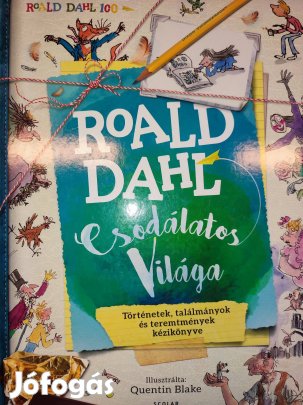 ROALD DAHL 100
ROALD
DAHL
Csodálatos
Világa
Történetek, találmányok
és teremtmények
kézikönyve
Illusztrálta:
Quentin Blake
SCOLAR
Jófogás